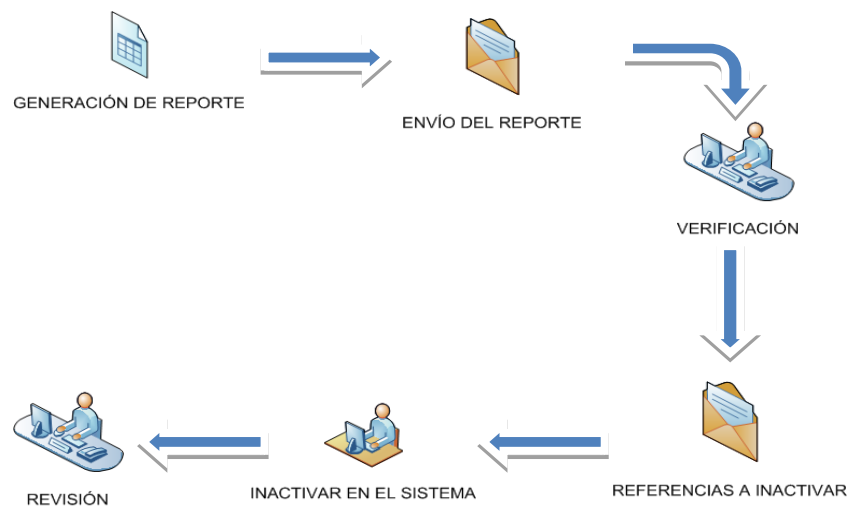 GENERACIÓN DE REPORTE
ENVÍO DEL REPORTE
VERIFICACIÓN
REFERENCIAS A INACTIVAR
INACTIVAR EN EL SISTEMA
REVISIÓN